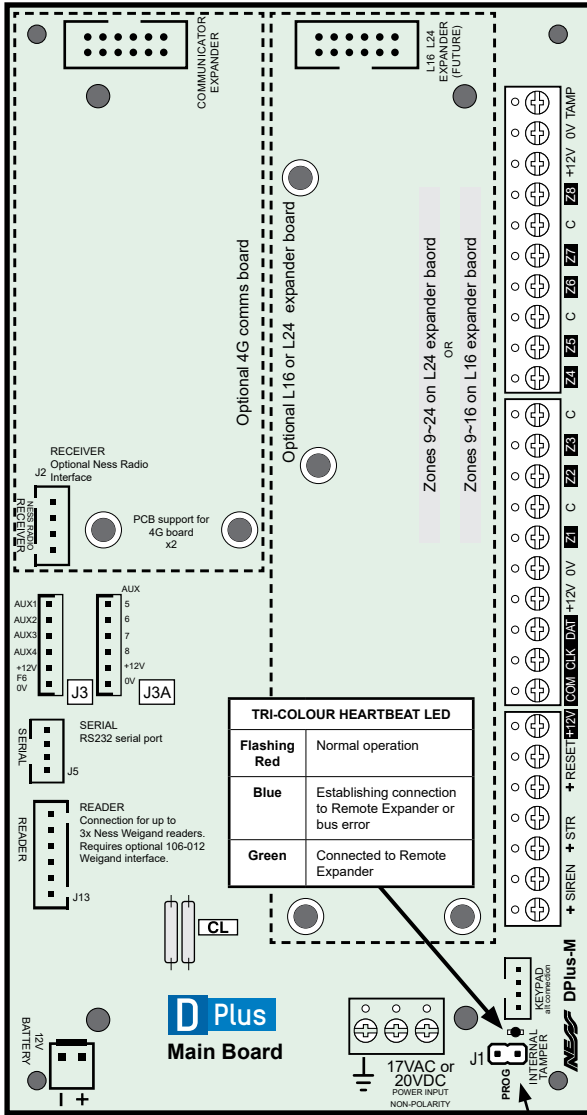 COMMUNICATOR
EXPANDER
L16 L24
EXPANDER
(FUTURE)
TAMP
0V
+12V
Z8
C
Z7
Z6
C
Z5
Z4
C
Z3
Z2
C
Z1
0V
+12V
DAT
CLK
COM
+12V
+ RESET
+ STR
+ SIREN
Optional 4G comms board
Optional L16 or L24 expander board
Zones 9~24 on L24 expander baord
OR
Zones 9~16 on L16 expander baord
RECEIVER
Optional Ness Radio
Interface
J2
NESS RADIO
RECEIVER
PCB support for
4G board
x2
AUX1
AUX2
AUX3
AUX4
+12V
F6
0V
J3
AUX
5
6
7
8
+12V
0V
J3A
SERIAL
SERIAL
RS232 serial port
J5
READER
READER
Connection for up to
3x Ness Weigand readers.
Requires optional 106-012
Weigand interface.
J13
TRI-COLOUR HEARTBEAT LED
Flashing
Red
Normal operation
Blue
Establishing connection
to Remote Expander or
bus error
Green
Connected to Remote
Expander
CL
D Plus
Main Board
12V
BATTERY
– +
17VAC or
20VDC
POWER INPUT
NON-POLARITY
J1
PROG
INTERNAL
TAMPER
KEYPAD
alt connection
NESS DPlus-M